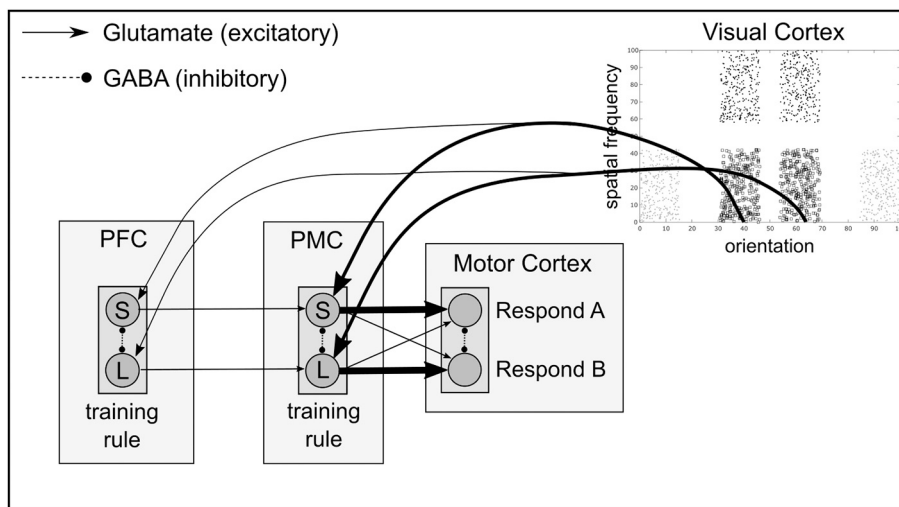 Glutamate (excitatory)
GABA (inhibitory)
Visual Cortex
spatial frequency
100
90
80
70
60
50
40
30
20
10
0
0 10 20 30 40 50 60 70 80 90 100
orientation
PFC
S
L
training
rule
PMC
S
L
training
rule
Motor Cortex
Respond A
Respond B